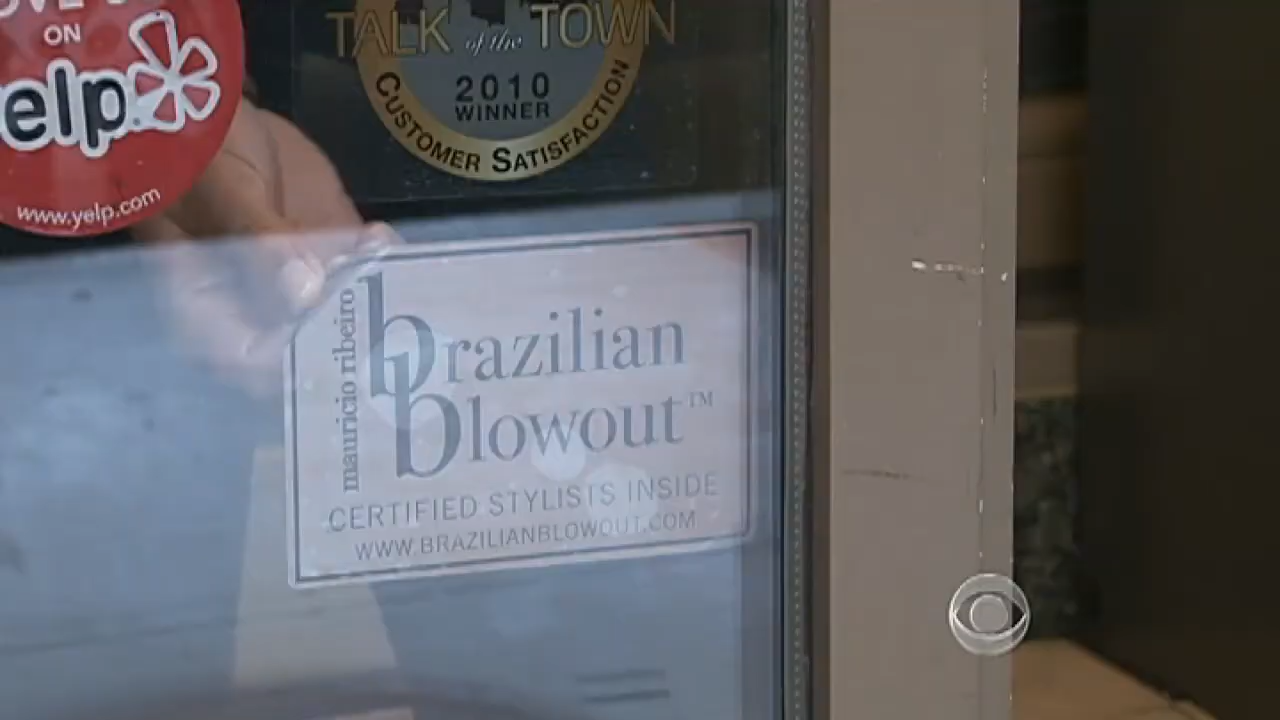 ON
yelp
www.yelp.com
TALK of the TOWN
2010
WINNER
CUSTOMER SATISFACTION
mauricio ribeiro
brazilian
blowout™
CERTIFIED STYLISTS INSIDE
WWW.BRAZILIANBLOWOUT.COM